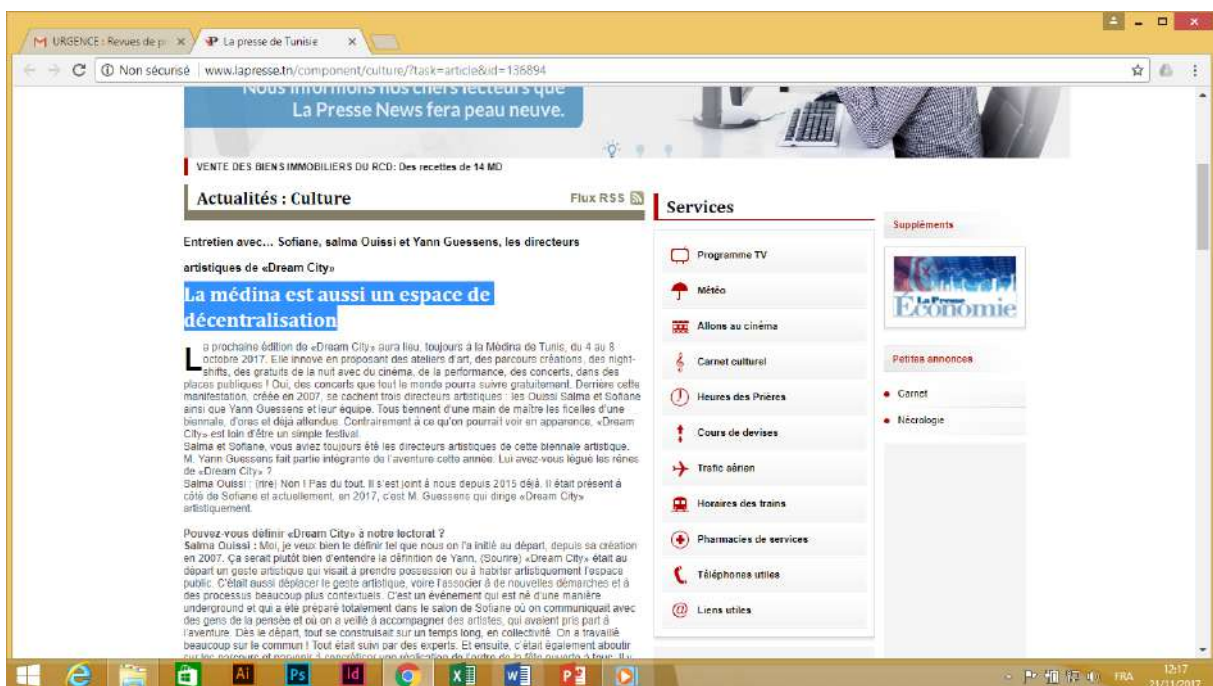 URGENCE : Revues de p
La presse de Tunisie
Non sécurisé
www.lapresse.tn/component/culture/?task=article&id=136894
Nous informons nos chers lecteurs que
La Presse News fera peau neuve.
VENTE DES BIENS IMMOBILIERS DU RCD: Des recettes de 14 MD
Actualités : Culture
Flux RSS
Entretien avec... Sofiane, salma Ouissi et Yann Guessens, les directeurs
artistiques de «Dream City»
La médina est aussi un espace de
décentralisation
La prochaine édition de «Dream City» aura lieu, toujours à la Médina de Tunis, du 4 au 8
octobre 2017. Elle innove en proposant des ateliers d'art, des parcours créations, des night-
shifts, des gratuits de la nuit avec du cinéma, de la performance, des concerts, dans des
places publiques ! Oui, des concerts que tout le monde pourra suivre gratuitement. Derrière cette
manifestation, créée en 2007, se cachent trois directeurs artistiques : les Ouissi Salma et Sofiane
ainsi que Yann Guessens et leur équipe. Tous tiennent d'une main de maître les ficelles d'une
biennale, d'ores et déjà attendue. Contrairement à ce qu'on pourrait voir en apparence, «Dream
City» est loin d'être un simple festival.
Salma et Sofiane, vous aviez toujours été les directeurs artistiques de cette biennale artistique.
M. Yann Guessens fait partie intégrante de l'aventure cette année. Lui avez-vous légué les rênes
de «Dream City» ?
Salma Ouissi : (rire) Non ! Pas du tout. Il s'est joint à nous depuis 2015 déjà. Il était présent à
côté de Sofiane et actuellement, en 2017, c'est M. Guessens qui dirige «Dream City»
artistiquement.
Pouvez-vous définir «Dream City» à notre lectorat ?
Salma Ouissi : Moi, je veux bien le définir tel que nous on l'a initié au départ, depuis sa création
en 2007. Ça serait plutôt bien d'entendre la définition de Yann. (Sourire) «Dream City» était au
départ un geste artistique qui visait à prendre possession ou à habiter artistiquement l'espace
public. C'était aussi déplacer le geste artistique, voire l'associer à de nouvelles démarches et à
des processus beaucoup plus contextuels. C'est un événement qui est né d'une manière
underground et qui a été préparé totalement dans le salon de Sofiane où on communiquait avec
des gens de la pensée et où on a veillé à accompagner des artistes, qui avaient pris part à
l'aventure. Dès le départ, tout se construisait sur un temps long, en collectivité. On a travaillé
beaucoup sur le commun ! Tout était suivi par des experts. Et ensuite, c'était également aboutir
Services
Programme TV
Météo
Allons au cinéma
Carnet culturel
Heures des Prières
Cours de devises
Trafic aérien
Horaires des trains
Pharmacies de services
Téléphones utiles
Liens utiles
Suppléments
La Presse
Économie
Petites annonces
Carnet
Nécrologie
FRA
12:17
21/11/2017